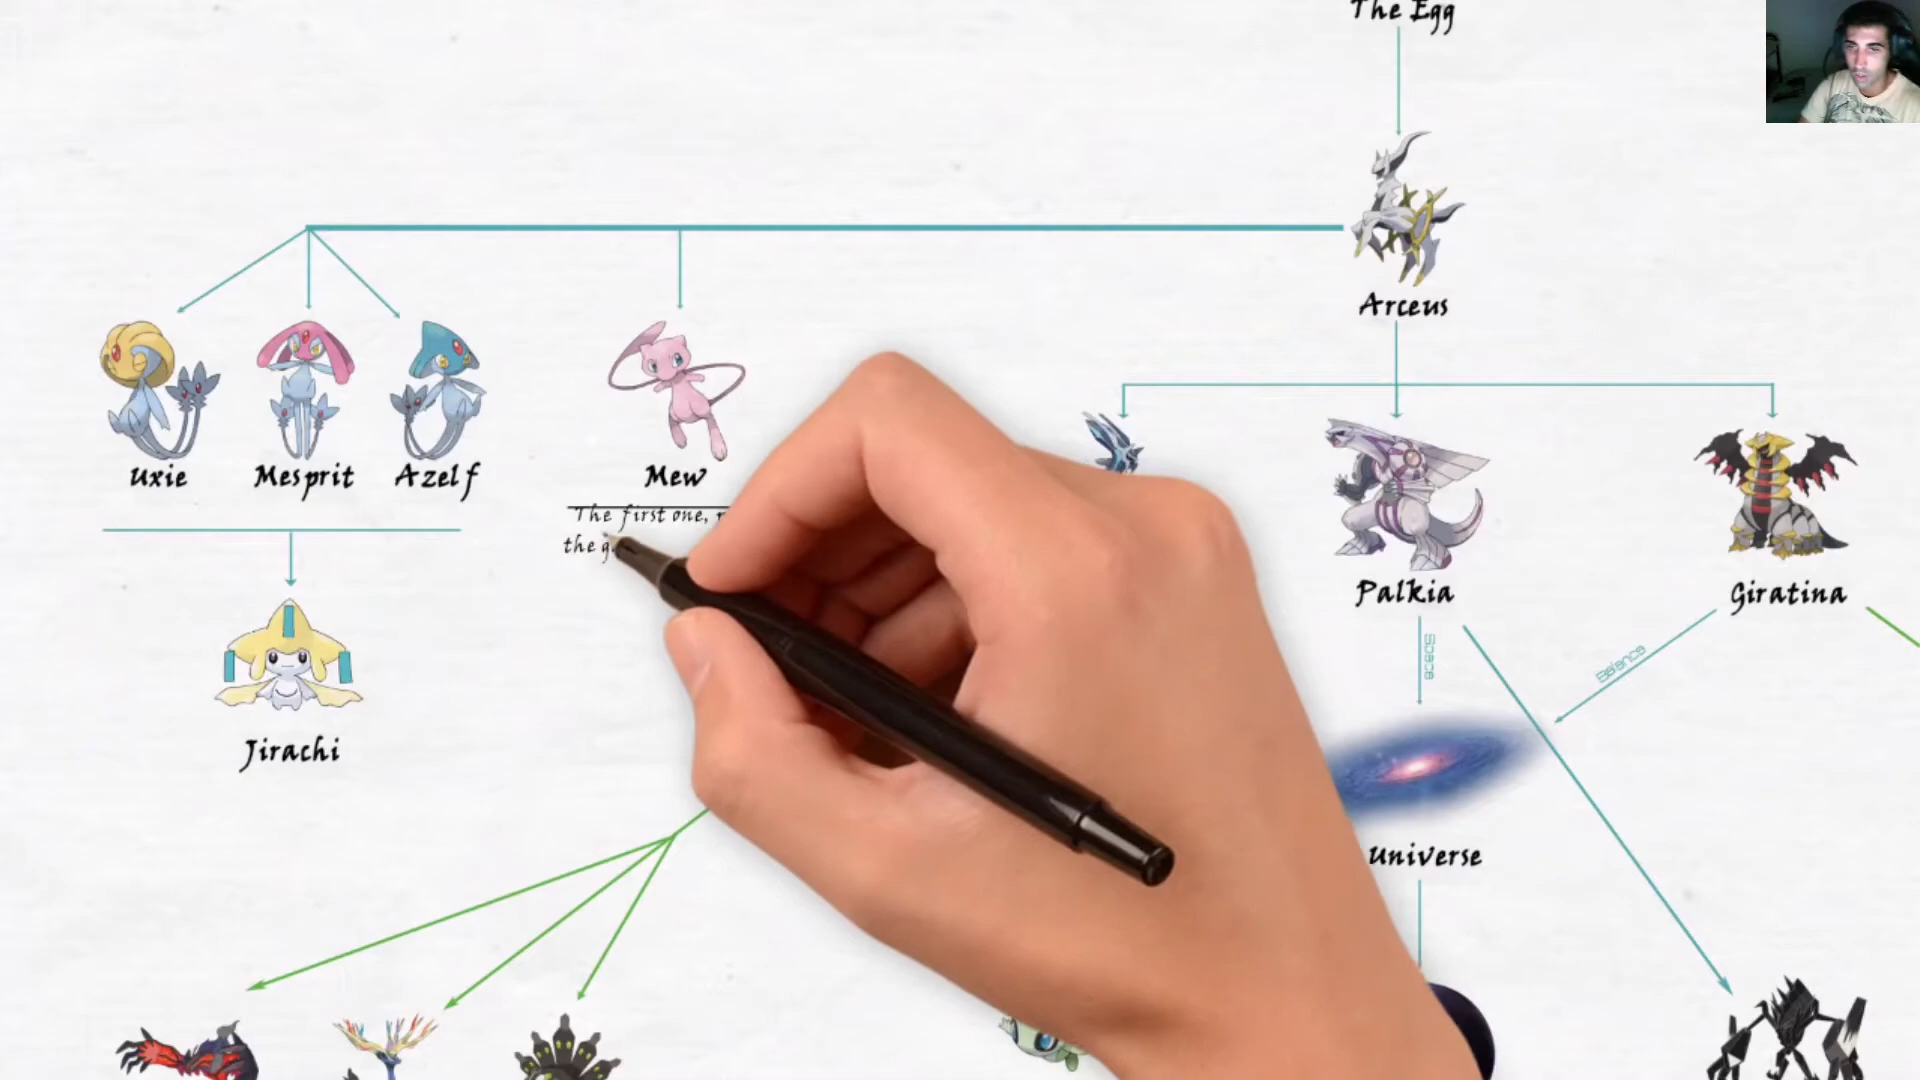 The Egg
Arceus
Uxie
Mesprit
Azelf
Mew
The first one,
the
Palkia
Giratina
Space
Balance
Jirachi
Universe